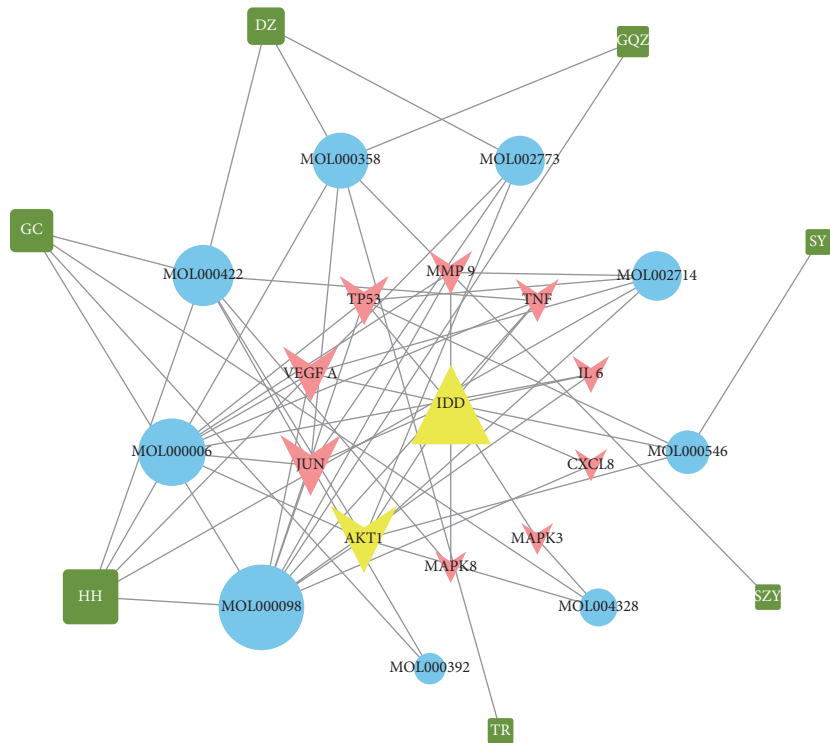 DZ
GQZ
MOL000358
MOL002773
GC
SY
MOL000422
MMP 9
MOL002714
TP53
TNF
VEGF A
IL 6
IDD
MOL000006
JUN
CXCL8
MOL000546
AKT1
MAPK3
MAPK8
HH
MOL000098
MOL004328
SZY
MOL000392
TR